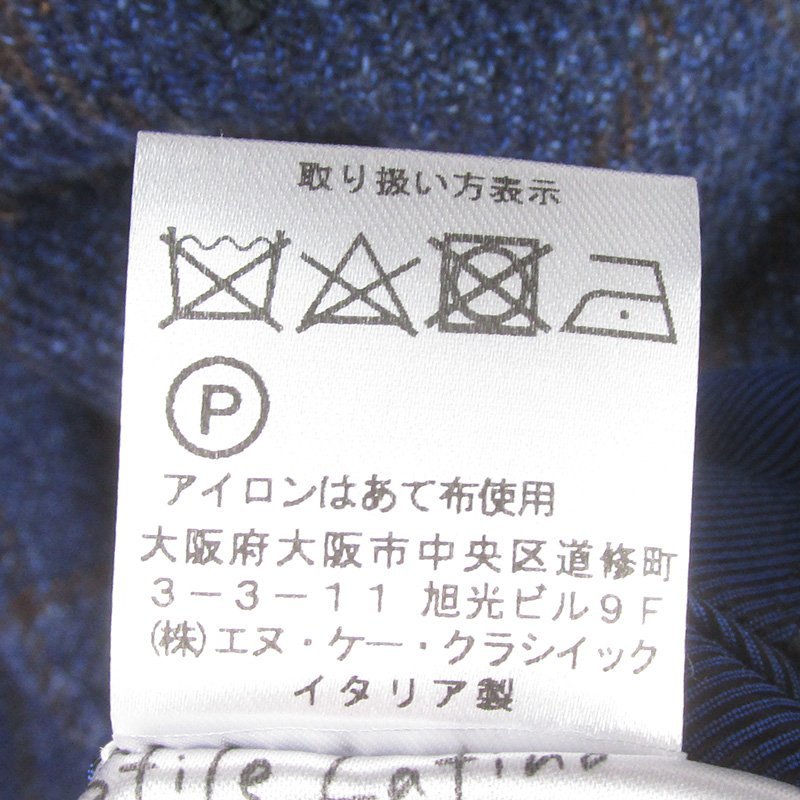 取り扱い方表示
P
アイロンはあて布使用
大阪府大阪市中央区道修町
3－3－11 旭光ビル9F
(株)エヌ・ケー・クラシイック
イタリア製
Stile Latino